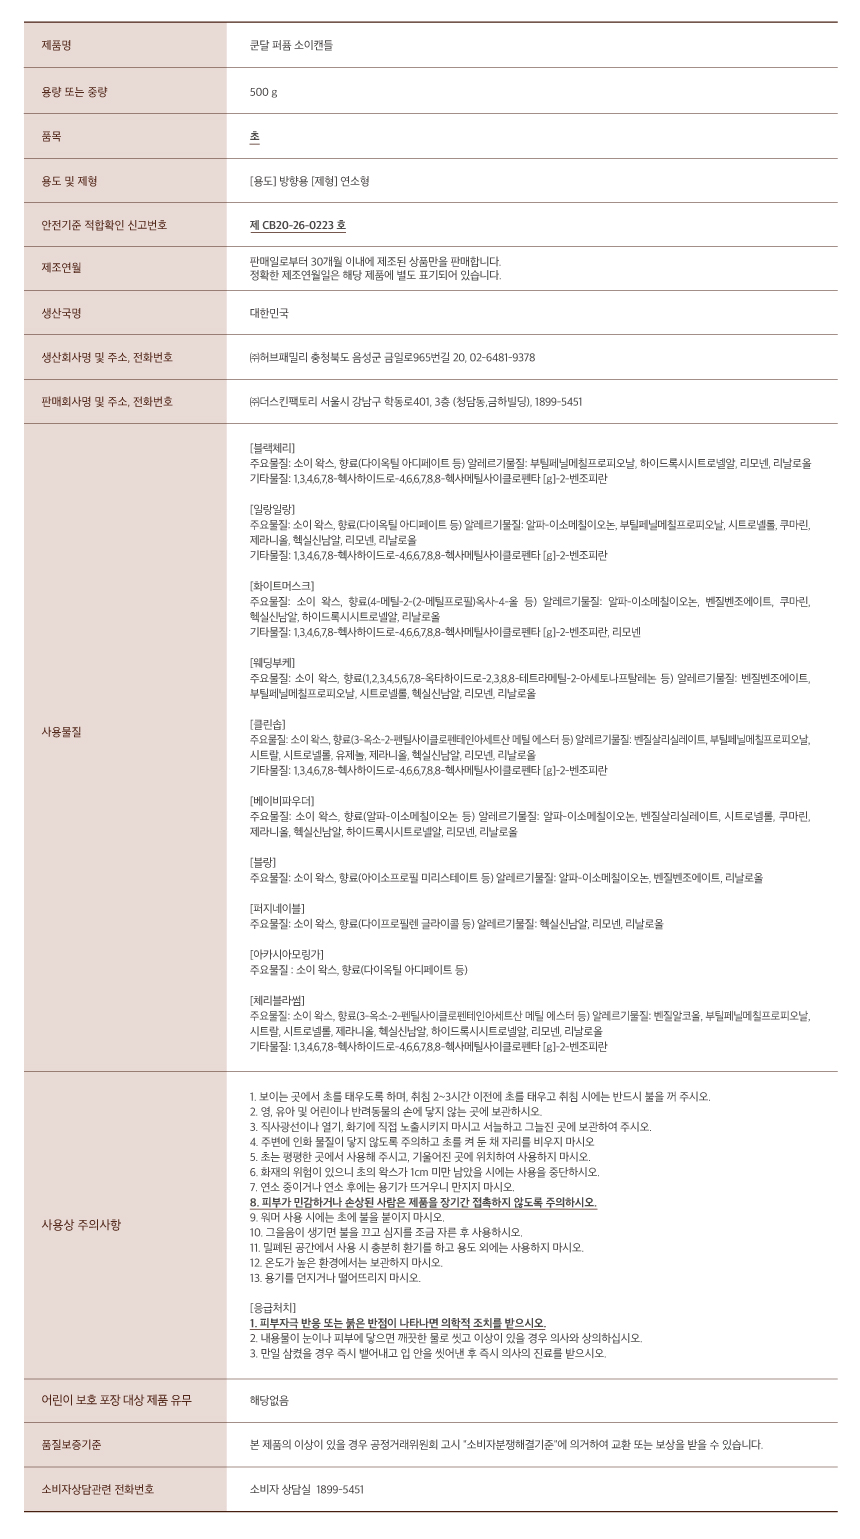 제품명
쿤달 퍼퓸 소이캔들
용량 또는 중량
500 g
품목
초
용도 및 제형
[용도] 방향용 [제형] 연소형
안전기준 적합확인 신고번호
제 CB20-26-0223 호
제조연월
판매일로부터 30개월 이내에 제조된 상품만을 판매합니다.
정확한 제조연월일은 해당 제품에 별도 표기되어 있습니다.
생산국명
대한민국
생산회사명 및 주소, 전화번호
㈜허브패밀리 충청북도 음성군 금일로965번길 20, 02-6481-9378
판매회사명 및 주소, 전화번호
㈜더스킨팩토리 서울시 강남구 학동로401, 3층 (청담동,금하빌딩), 1899-5451
사용물질
[블랙체리]
주요물질: 소이 왁스, 향료(다이옥틸 아디페이트 등) 알레르기물질: 부틸페닐메칠프로피오날, 하이드록시시트로넬알, 리모넨, 리날로올
기타물질: 1,3,4,6,7,8-헥사하이드로-4,6,6,7,8,8-헥사메틸사이클로펜타 [g]-2-벤조피란
[일랑일랑]
주요물질: 소이 왁스, 향료(다이옥틸 아디페이트 등) 알레르기물질: 알파-이소메칠이오논, 부틸페닐메칠프로피오날, 시트로넬롤, 쿠마린,
제라니올, 헥실신남알, 리모넨, 리날로올
기타물질: 1,3,4,6,7,8-헥사하이드로-4,6,6,7,8,8-헥사메틸사이클로펜타 [g]-2-벤조피란
[화이트머스크]
주요물질: 소이 왁스, 향료(4-메틸-2-(2-메틸프로필)옥사-4-올 등) 알레르기물질: 알파-이소메칠이오논, 벤질벤조에이트, 쿠마린,
헥실신남알, 하이드록시시트로넬알, 리날로올
기타물질: 1,3,4,6,7,8-헥사하이드로-4,6,6,7,8,8-헥사메틸사이클로펜타 [g]-2-벤조피란, 리모넨
[웨딩부케]
주요물질: 소이 왁스, 향료(1,2,3,4,5,6,7,8-옥타하이드로-2,3,8,8-테트라메틸-2-아세토나프탈레논 등) 알레르기물질: 벤질벤조에이트,
부틸페닐메칠프로피오날, 시트로넬롤, 헥실신남알, 리모넨, 리날로올
[클린솝]
주요물질: 소이 왁스, 향료(3-옥소-2-펜틸사이클로펜테인아세트산 메틸 에스터 등) 알레르기물질: 벤질살리실레이트, 부틸페닐메칠프로피오날,
시트랄, 시트로넬롤, 유제놀, 제라니올, 헥실신남알, 리모넨, 리날로올
기타물질: 1,3,4,6,7,8-헥사하이드로-4,6,6,7,8,8-헥사메틸사이클로펜타 [g]-2-벤조피란
[베이비파우더]
주요물질: 소이 왁스, 향료(알파-이소메칠이오논 등) 알레르기물질: 알파-이소메칠이오논, 벤질살리실레이트, 시트로넬롤, 쿠마린,
제라니올, 헥실신남알, 하이드록시시트로넬알, 리모넨, 리날로올
[블랑]
주요물질: 소이 왁스, 향료(아이소프로필 미리스테이트 등) 알레르기물질: 알파-이소메칠이오논, 벤질벤조에이트, 리날로올
[퍼지네이블]
주요물질: 소이 왁스, 향료(다이프로필렌 글라이콜 등) 알레르기물질: 헥실신남알, 리모넨, 리날로올
[아카시아모링가]
주요물질 : 소이 왁스, 향료(다이옥틸 아디페이트 등)
[체리블라썸]
주요물질: 소이 왁스, 향료(3-옥소-2-펜틸사이클로펜테인아세트산 메틸 에스터 등) 알레르기물질: 벤질알코올, 부틸페닐메칠프로피오날,
시트랄, 시트로넬롤, 제라니올, 헥실신남알, 하이드록시시트로넬알, 리모넨, 리날로올
기타물질: 1,3,4,6,7,8-헥사하이드로-4,6,6,7,8,8-헥사메틸사이클로펜타 [g]-2-벤조피란
사용상 주의사항
1. 보이는 곳에서 초를 태우도록 하며, 취침 2~3시간 이전에 초를 태우고 취침 시에는 반드시 불을 꺼 주시오.
2. 영, 유아 및 어린이나 반려동물의 손에 닿지 않는 곳에 보관하시오.
3. 직사광선이나 열기, 화기에 직접 노출시키지 마시고 서늘하고 그늘진 곳에 보관하여 주시오.
4. 주변에 인화 물질이 닿지 않도록 주의하고 초를 켜 둔 채 자리를 비우지 마시오
5. 초는 평평한 곳에서 사용해 주시고, 기울어진 곳에 위치하여 사용하지 마시오.
6. 화재의 위험이 있으니 초의 왁스가 1cm 미만 남았을 시에는 사용을 중단하시오.
7. 연소 중이거나 연소 후에는 용기가 뜨거우니 만지지 마시오.
8. 피부가 민감하거나 손상된 사람은 제품을 장기간 접촉하지 않도록 주의하시오.
9. 워머 사용 시에는 초에 불을 붙이지 마시오.
10. 그을음이 생기면 불을 끄고 심지를 조금 자른 후 사용하시오.
11. 밀폐된 공간에서 사용 시 충분히 환기를 하고 용도 외에는 사용하지 마시오.
12. 온도가 높은 환경에서는 보관하지 마시오.
13. 용기를 던지거나 떨어뜨리지 마시오.
[응급처치]
1. 피부자극 반응 또는 붉은 반점이 나타나면 의학적 조치를 받으시오.
2. 내용물이 눈이나 피부에 닿으면 깨끗한 물로 씻고 이상이 있을 경우 의사와 상의하십시오.
3. 만일 삼켰을 경우 즉시 뱉어내고 입 안을 씻어낸 후 즉시 의사의 진료를 받으시오.
어린이 보호 포장 대상 제품 유무
해당없음
품질보증기준
본 제품의 이상이 있을 경우 공정거래위원회 고시 "소비자분쟁해결기준"에 의거하여 교환 또는 보상을 받을 수 있습니다.
소비자상담관련 전화번호
소비자 상담실 1899-5451